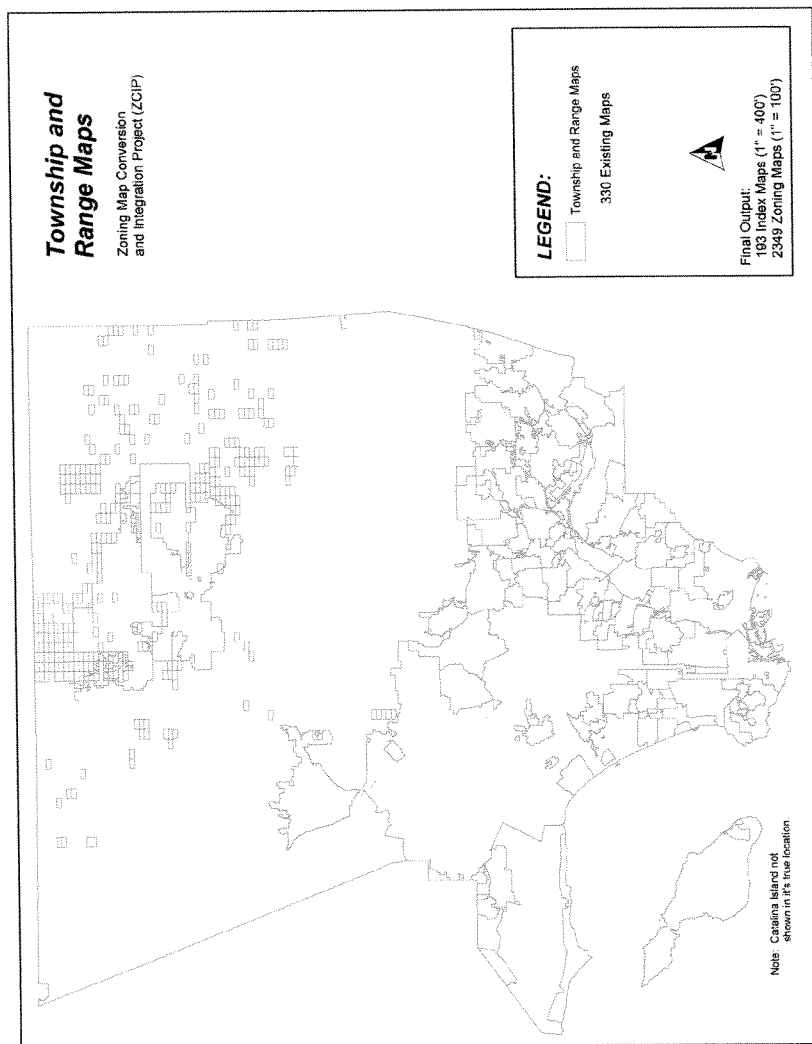 Township and
Range Maps
Zoning Map Conversion
and Integration Project (ZCIP)
LEGEND:
Township and Range Maps
330 Existing Maps
N
Final Output:
193 Index Maps (1" = 400')
2349 Zoning Maps (1" = 100')
Note: Catalina Island not
shown in it's true location.